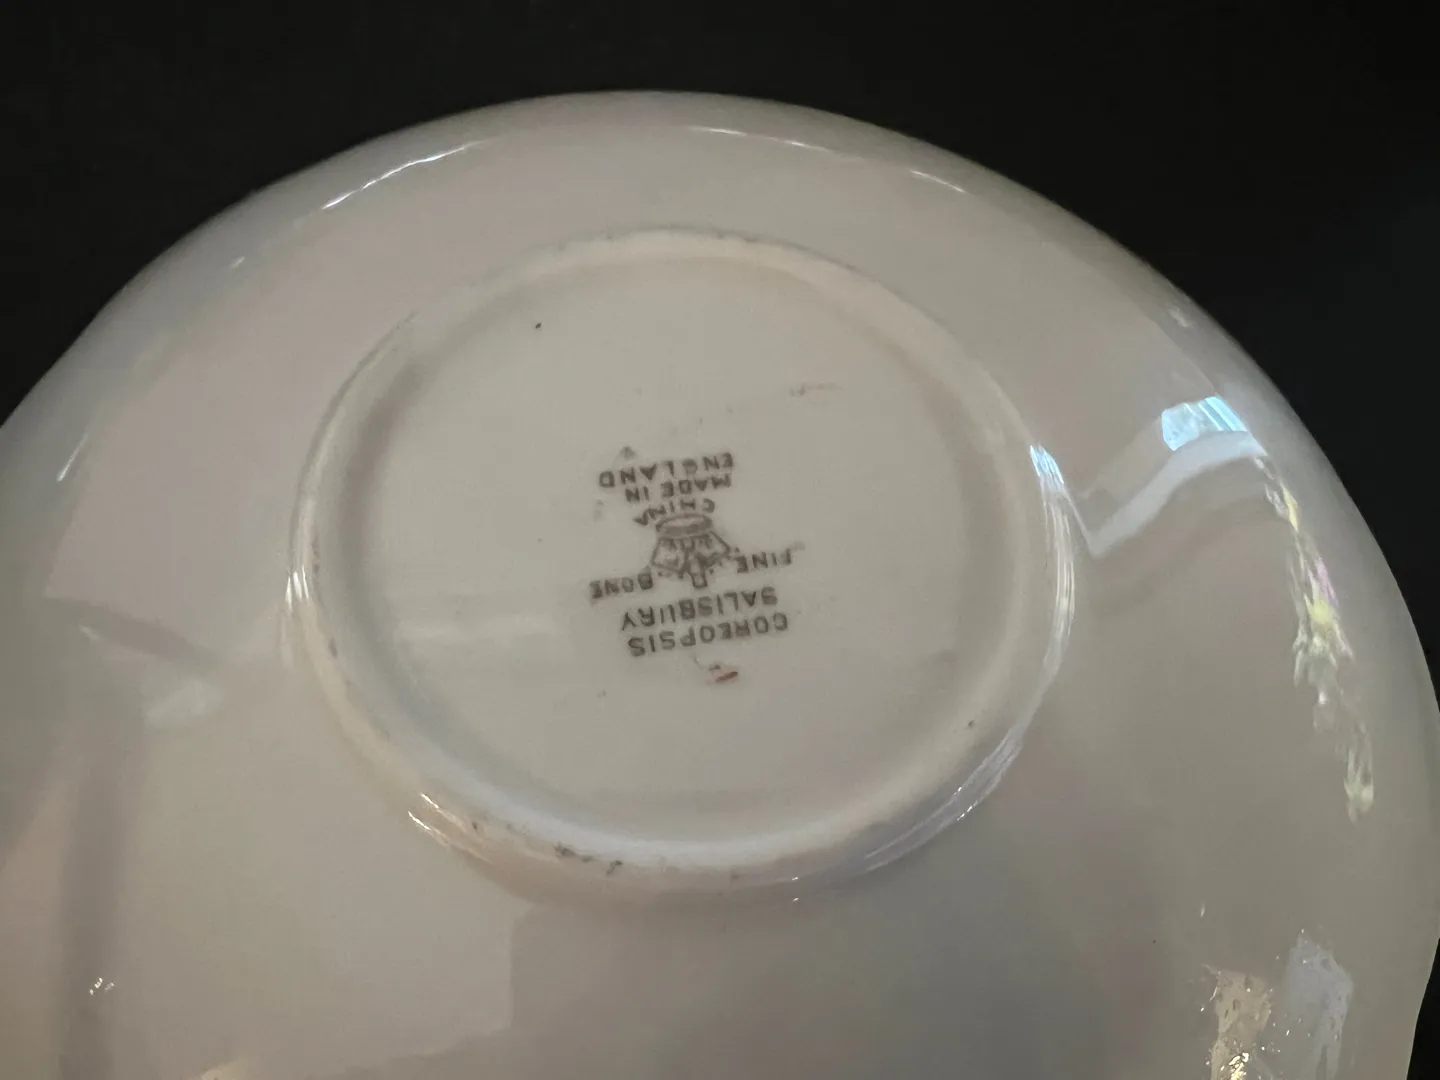 COREOPSIS
SALISBURY
FINE BONE
CHINA
MADE IN
ENGLAND